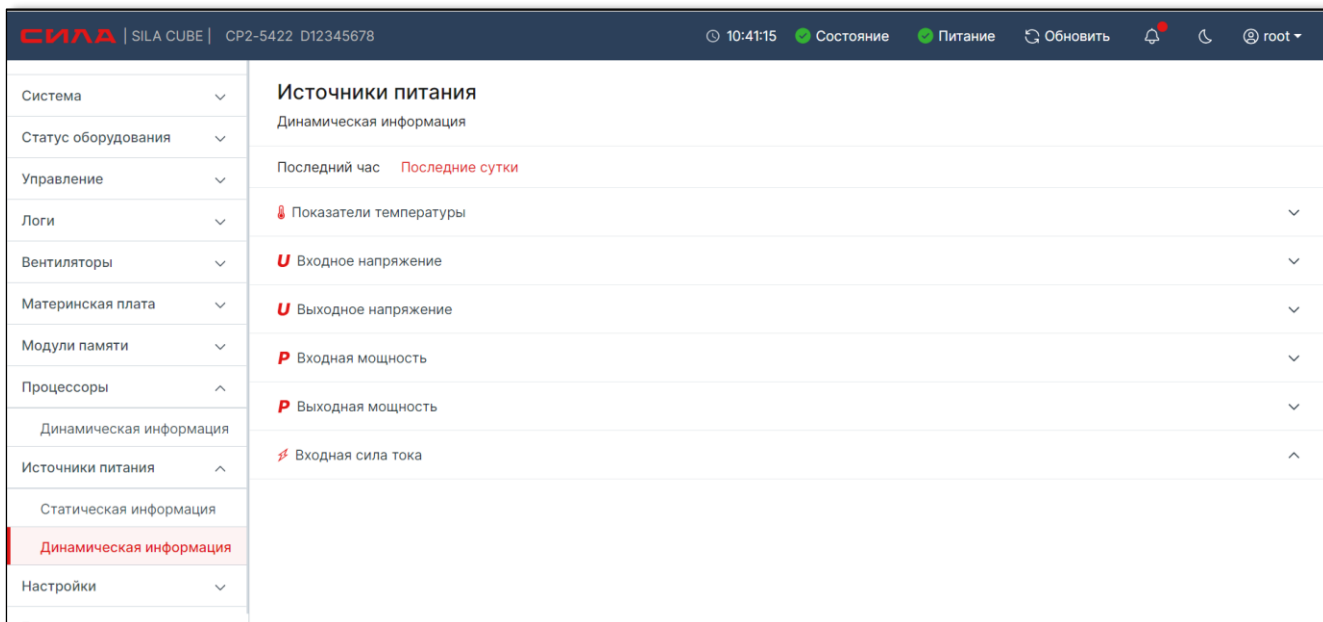 СИЛА | SILA CUBE | CP2-5422 D12345678 10:41:15 Состояние Питание Обновить root
Система
Статус оборудования
Управление
Логи
Вентиляторы
Материнская плата
Модули памяти
Процессоры
Динамическая информация
Источники питания
Статическая информация
Динамическая информация
Настройки
Источники питания
Динамическая информация
Последний час Последние сутки
Показатели температуры
U Входное напряжение
U Выходное напряжение
P Входная мощность
P Выходная мощность
Входная сила тока